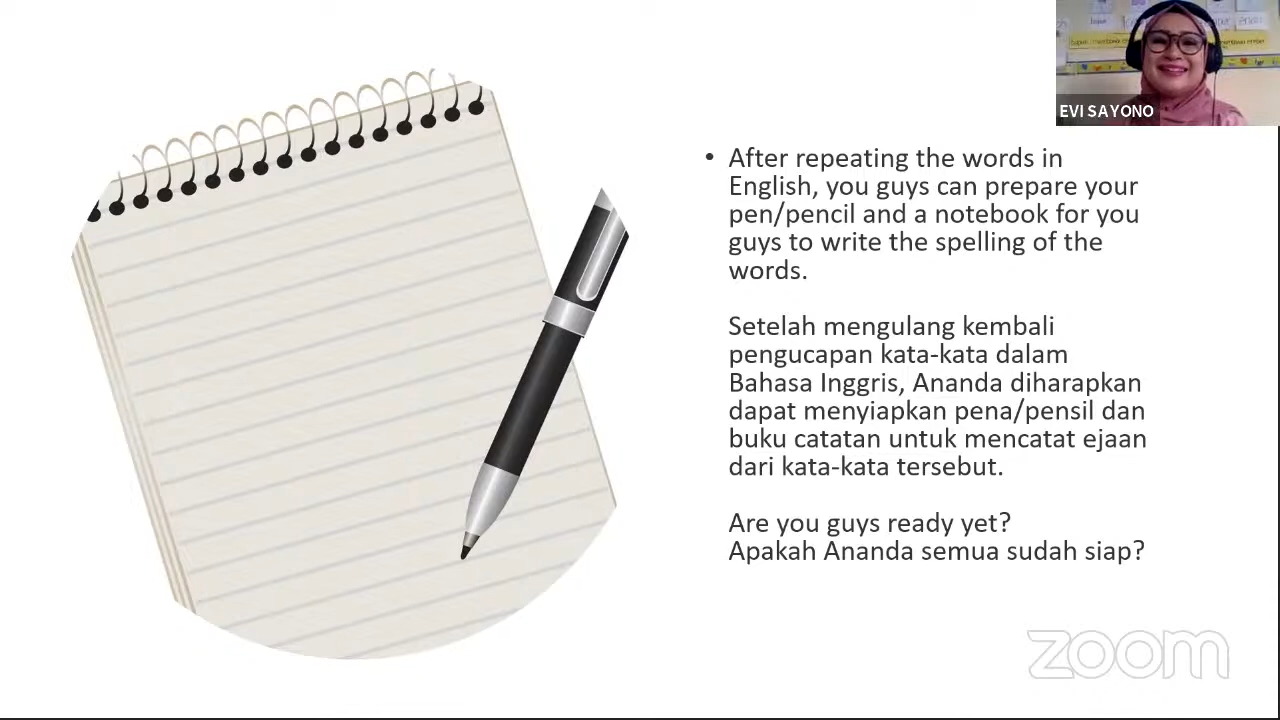 EVI SAYONO
• After repeating the words in
English, you guys can prepare your
pen/pencil and a notebook for you
guys to write the spelling of the
words.
Setelah mengulang kembali
pengucapan kata-kata dalam
Bahasa Inggris, Ananda diharapkan
dapat menyiapkan pena/pensil dan
buku catatan untuk mencatat ejaan
dari kata-kata tersebut.
Are you guys ready yet?
Apakah Ananda semua sudah siap?
zoom